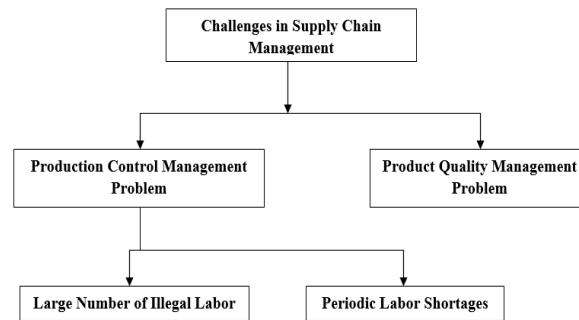 Challenges in Supply Chain
Management
Production Control Management
Problem
Product Quality Management
Problem
Large Number of Illegal Labor
Periodic Labor Shortages